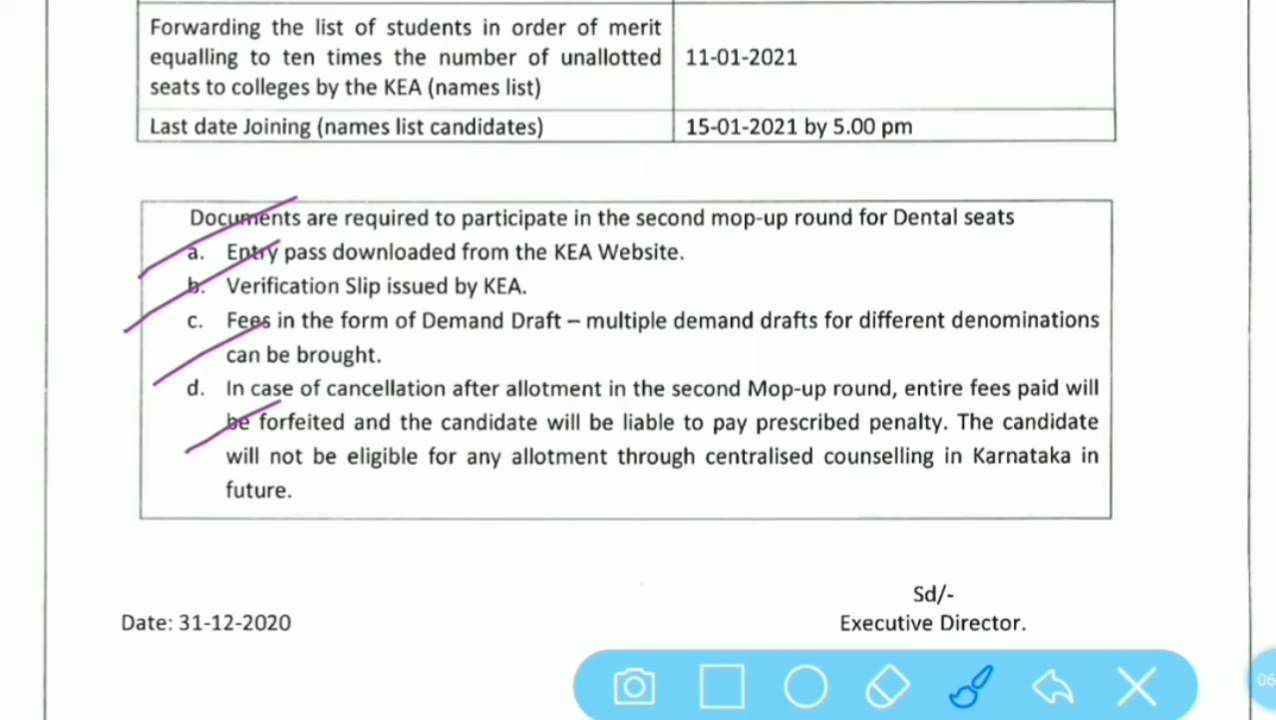 Forwarding the list of students in order of merit
equalling to ten times the number of unallotted
seats to colleges by the KEA (names list)
11-01-2021
Last date Joining (names list candidates)
15-01-2021 by 5.00 pm
Documents are required to participate in the second mop-up round for Dental seats
a. Entry pass downloaded from the KEA Website.
b. Verification Slip issued by KEA.
c. Fees in the form of Demand Draft – multiple demand drafts for different denominations
can be brought.
d. In case of cancellation after allotment in the second Mop-up round, entire fees paid will
be forfeited and the candidate will be liable to pay prescribed penalty. The candidate
will not be eligible for any allotment through centralised counselling in Karnataka in
future.
Sd/-
Date: 31-12-2020
Executive Director.